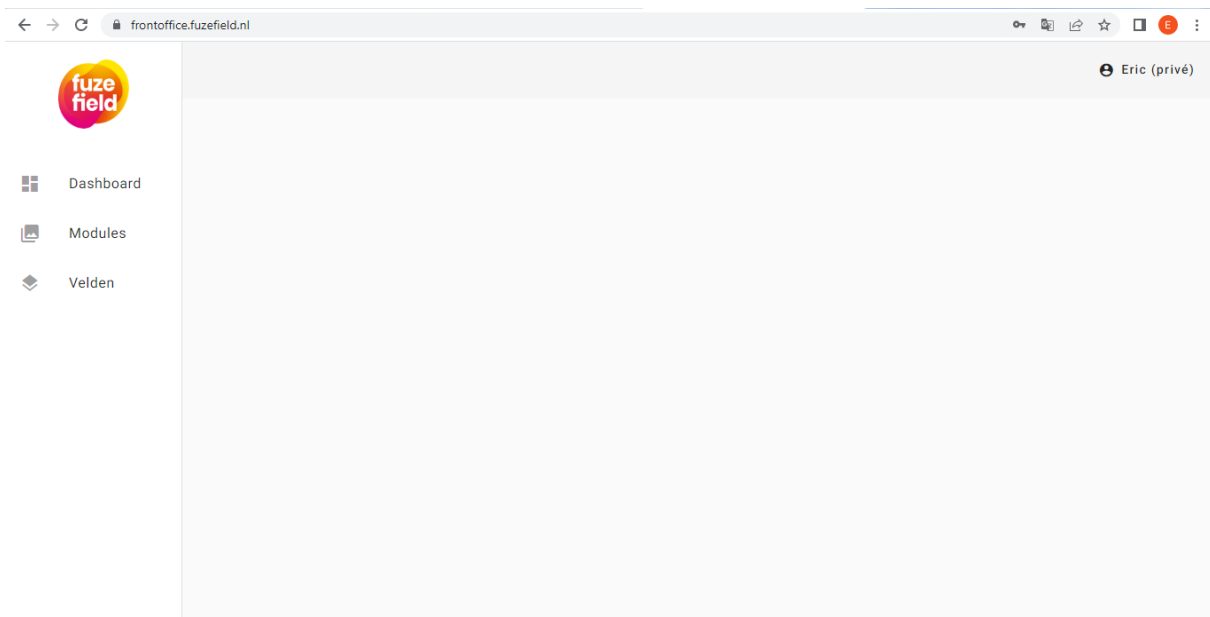 frontoffice.fuzefield.nl
E
fuze
field
Eric (privé)
Dashboard
Modules
Velden